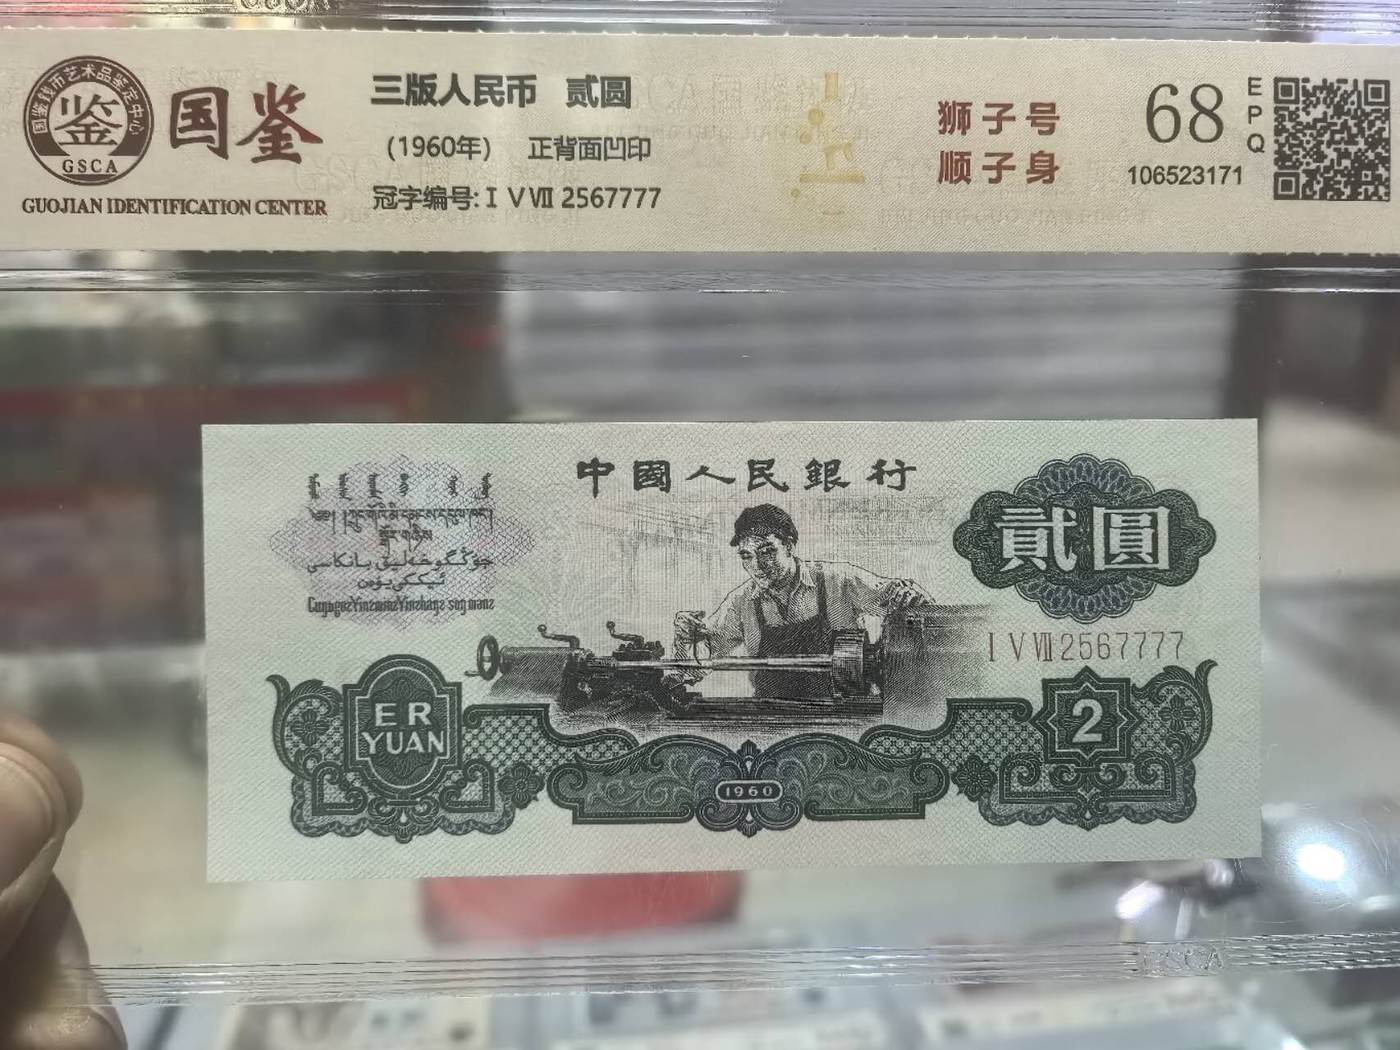 国鉴钱币艺术品鉴定中心
鉴
GSCA
国鉴
GUOJIAN IDENTIFICATION CENTER
三版人民币 贰圆
(1960年) 正背面凹印
冠字编号: I V VII 2567777
狮子号
顺子身
68
EPQ
106523171
中國人民銀行
貳圓
I V VII 2567777
ER
YUAN
1960
2
GSCA